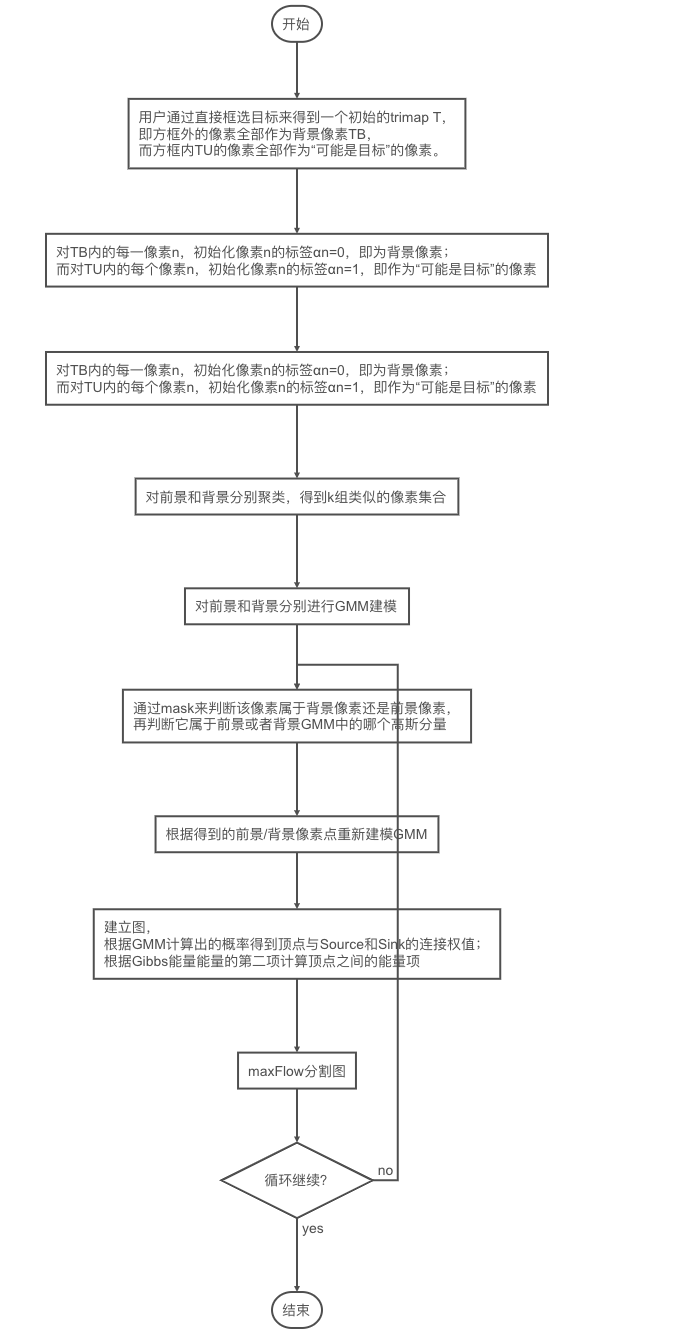 开始
用户通过直接框选目标来得到一个初始的trimap T，
即方框外的像素全部作为背景像素TB，
而方框内TU的像素全部作为“可能是目标”的像素。
对TB内的每一像素n，初始化像素n的标签αn=0，即为背景像素；
而对TU内的每个像素n，初始化像素n的标签αn=1，即作为“可能是目标”的像素
对TB内的每一像素n，初始化像素n的标签αn=0，即为背景像素；
而对TU内的每个像素n，初始化像素n的标签αn=1，即作为“可能是目标”的像素
对前景和背景分别聚类，得到k组类似的像素集合
对前景和背景分别进行GMM建模
通过mask来判断该像素属于背景像素还是前景像素，
再判断它属于前景或者背景GMM中的哪个高斯分量
根据得到的前景/背景像素点重新建模GMM
建立图，
根据GMM计算出的概率得到顶点与Source和Sink的连接权值；
根据Gibbs能量能量的第二项计算顶点之间的能量项
maxFlow分割图
循环继续?
no
yes
结束